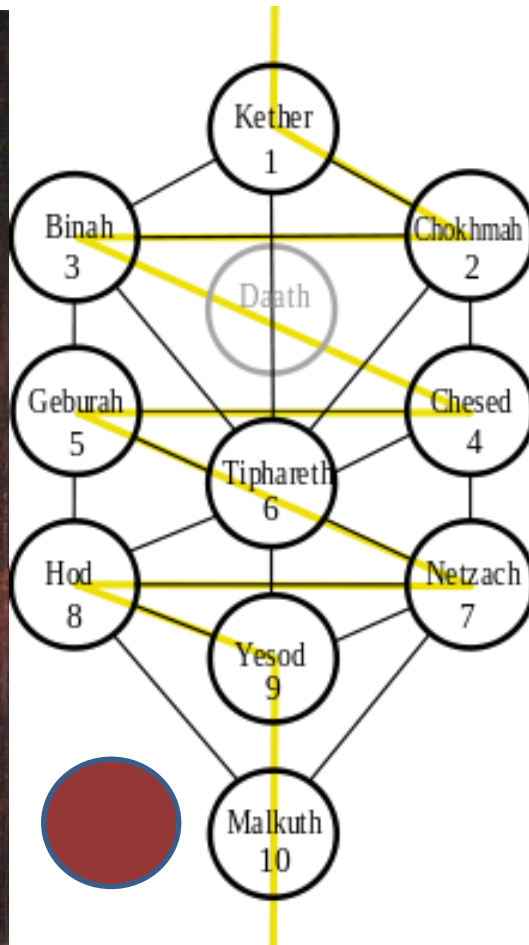 Kether
1
Binah
3
Chokhmah
2
Daath
Geburah
5
Chesed
4
Tiphareth
6
Hod
8
Netzach
7
Yesod
9
Malkuth
10